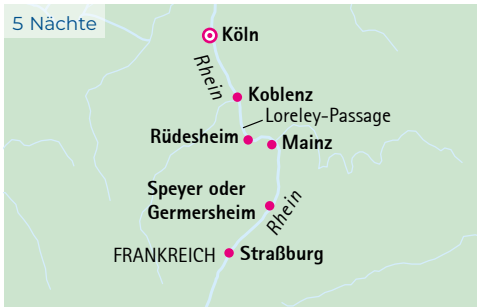 5 Nächte
Köln
Rhein
Koblenz
Loreley-Passage
Rüdesheim
Mainz
Speyer oder
Germersheim
Rhein
FRANKREICH
Straßburg